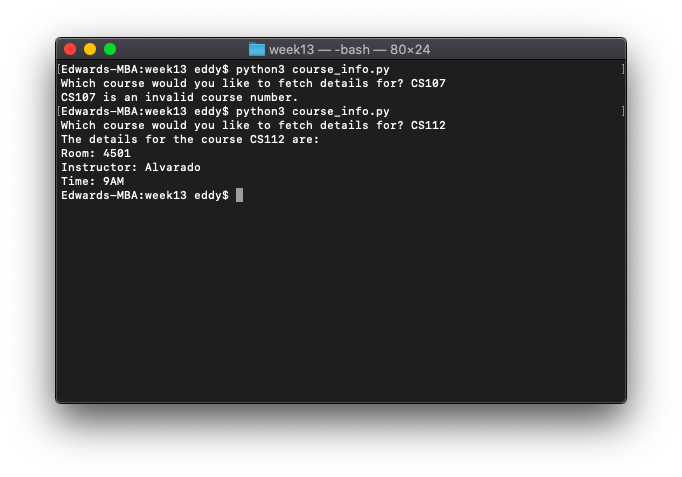 week13 — -bash — 80×24
[Edwards-MBA:week13 eddy$ python3 course_info.py ]
Which course would you like to fetch details for? CS107
CS107 is an invalid course number.
[Edwards-MBA:week13 eddy$ python3 course_info.py ]
Which course would you like to fetch details for? CS112
The details for the course CS112 are:
Room: 4501
Instructor: Alvarado
Time: 9AM
Edwards-MBA:week13 eddy$